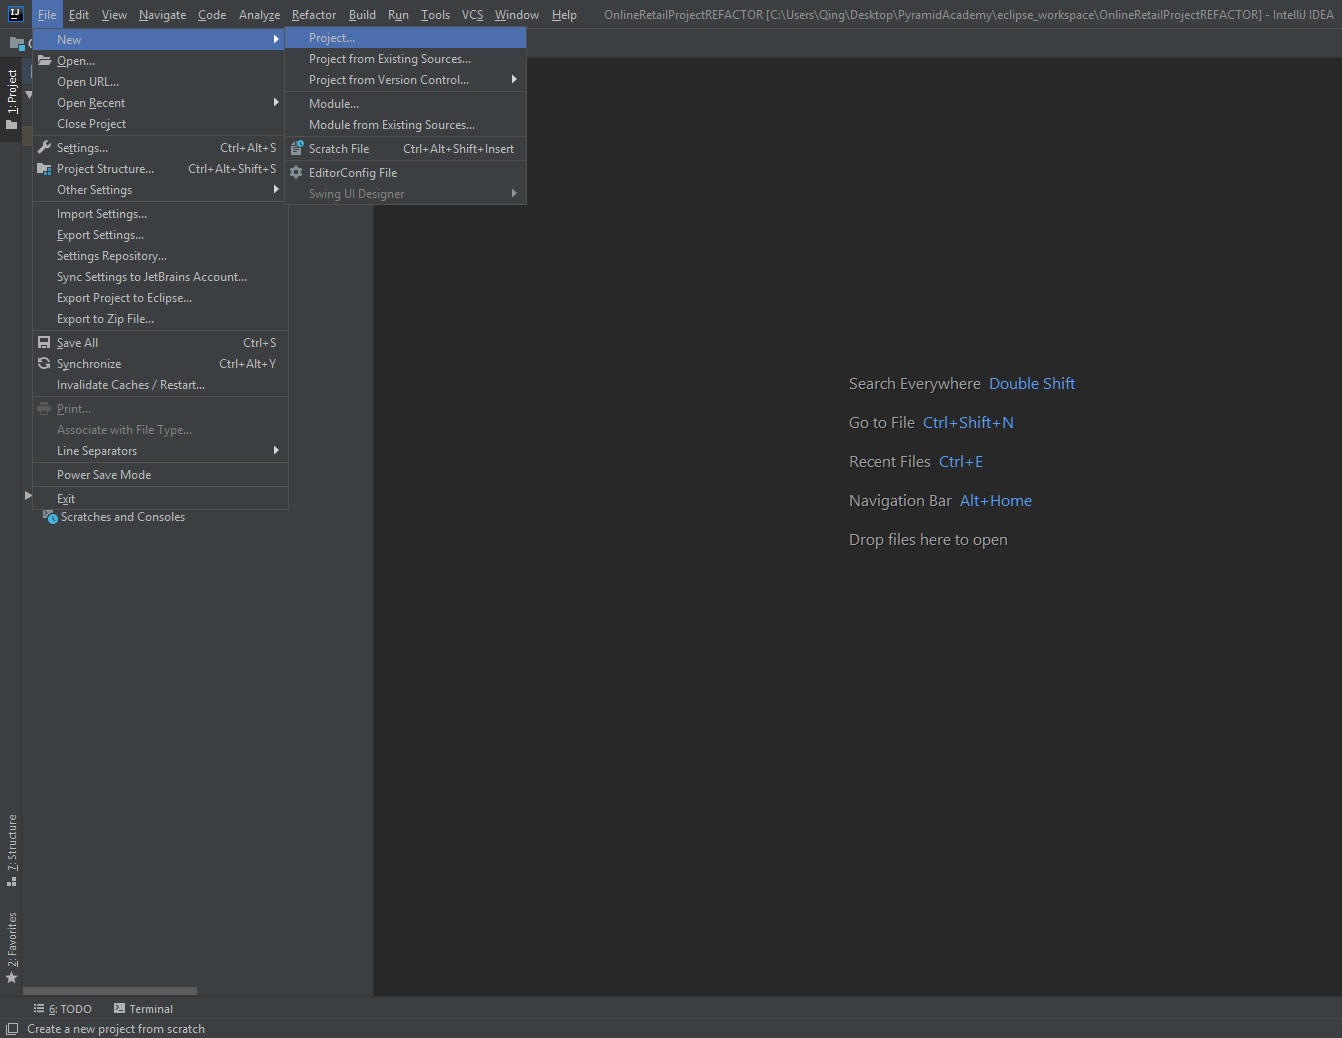 IJ File Edit View Navigate Code Analyze Refactor Build Run Tools VCS Window Help OnlineRetailProjectREFACTOR [C:\Users\Qing\Desktop\PyramidAcademy\eclipse_workspace\OnlineRetailProjectREFACTOR] - IntelliJ IDEA
New
Open...
Open URL...
Open Recent
Close Project
Settings... Ctrl+Alt+S
Project Structure... Ctrl+Alt+Shift+S
Other Settings
Import Settings...
Export Settings...
Settings Repository...
Sync Settings to JetBrains Account...
Export Project to Eclipse...
Export to Zip File...
Save All Ctrl+S
Synchronize Ctrl+Alt+Y
Invalidate Caches / Restart...
Print...
Associate with File Type...
Line Separators
Power Save Mode
Exit
Project...
Project from Existing Sources...
Project from Version Control...
Module...
Module from Existing Sources...
Scratch File Ctrl+Alt+Shift+Insert
EditorConfig File
Swing UI Designer
1: Project
Scratches and Consoles
Search Everywhere Double Shift
Go to File Ctrl+Shift+N
Recent Files Ctrl+E
Navigation Bar Alt+Home
Drop files here to open
7: Structure
2: Favorites
6: TODO Terminal
Create a new project from scratch